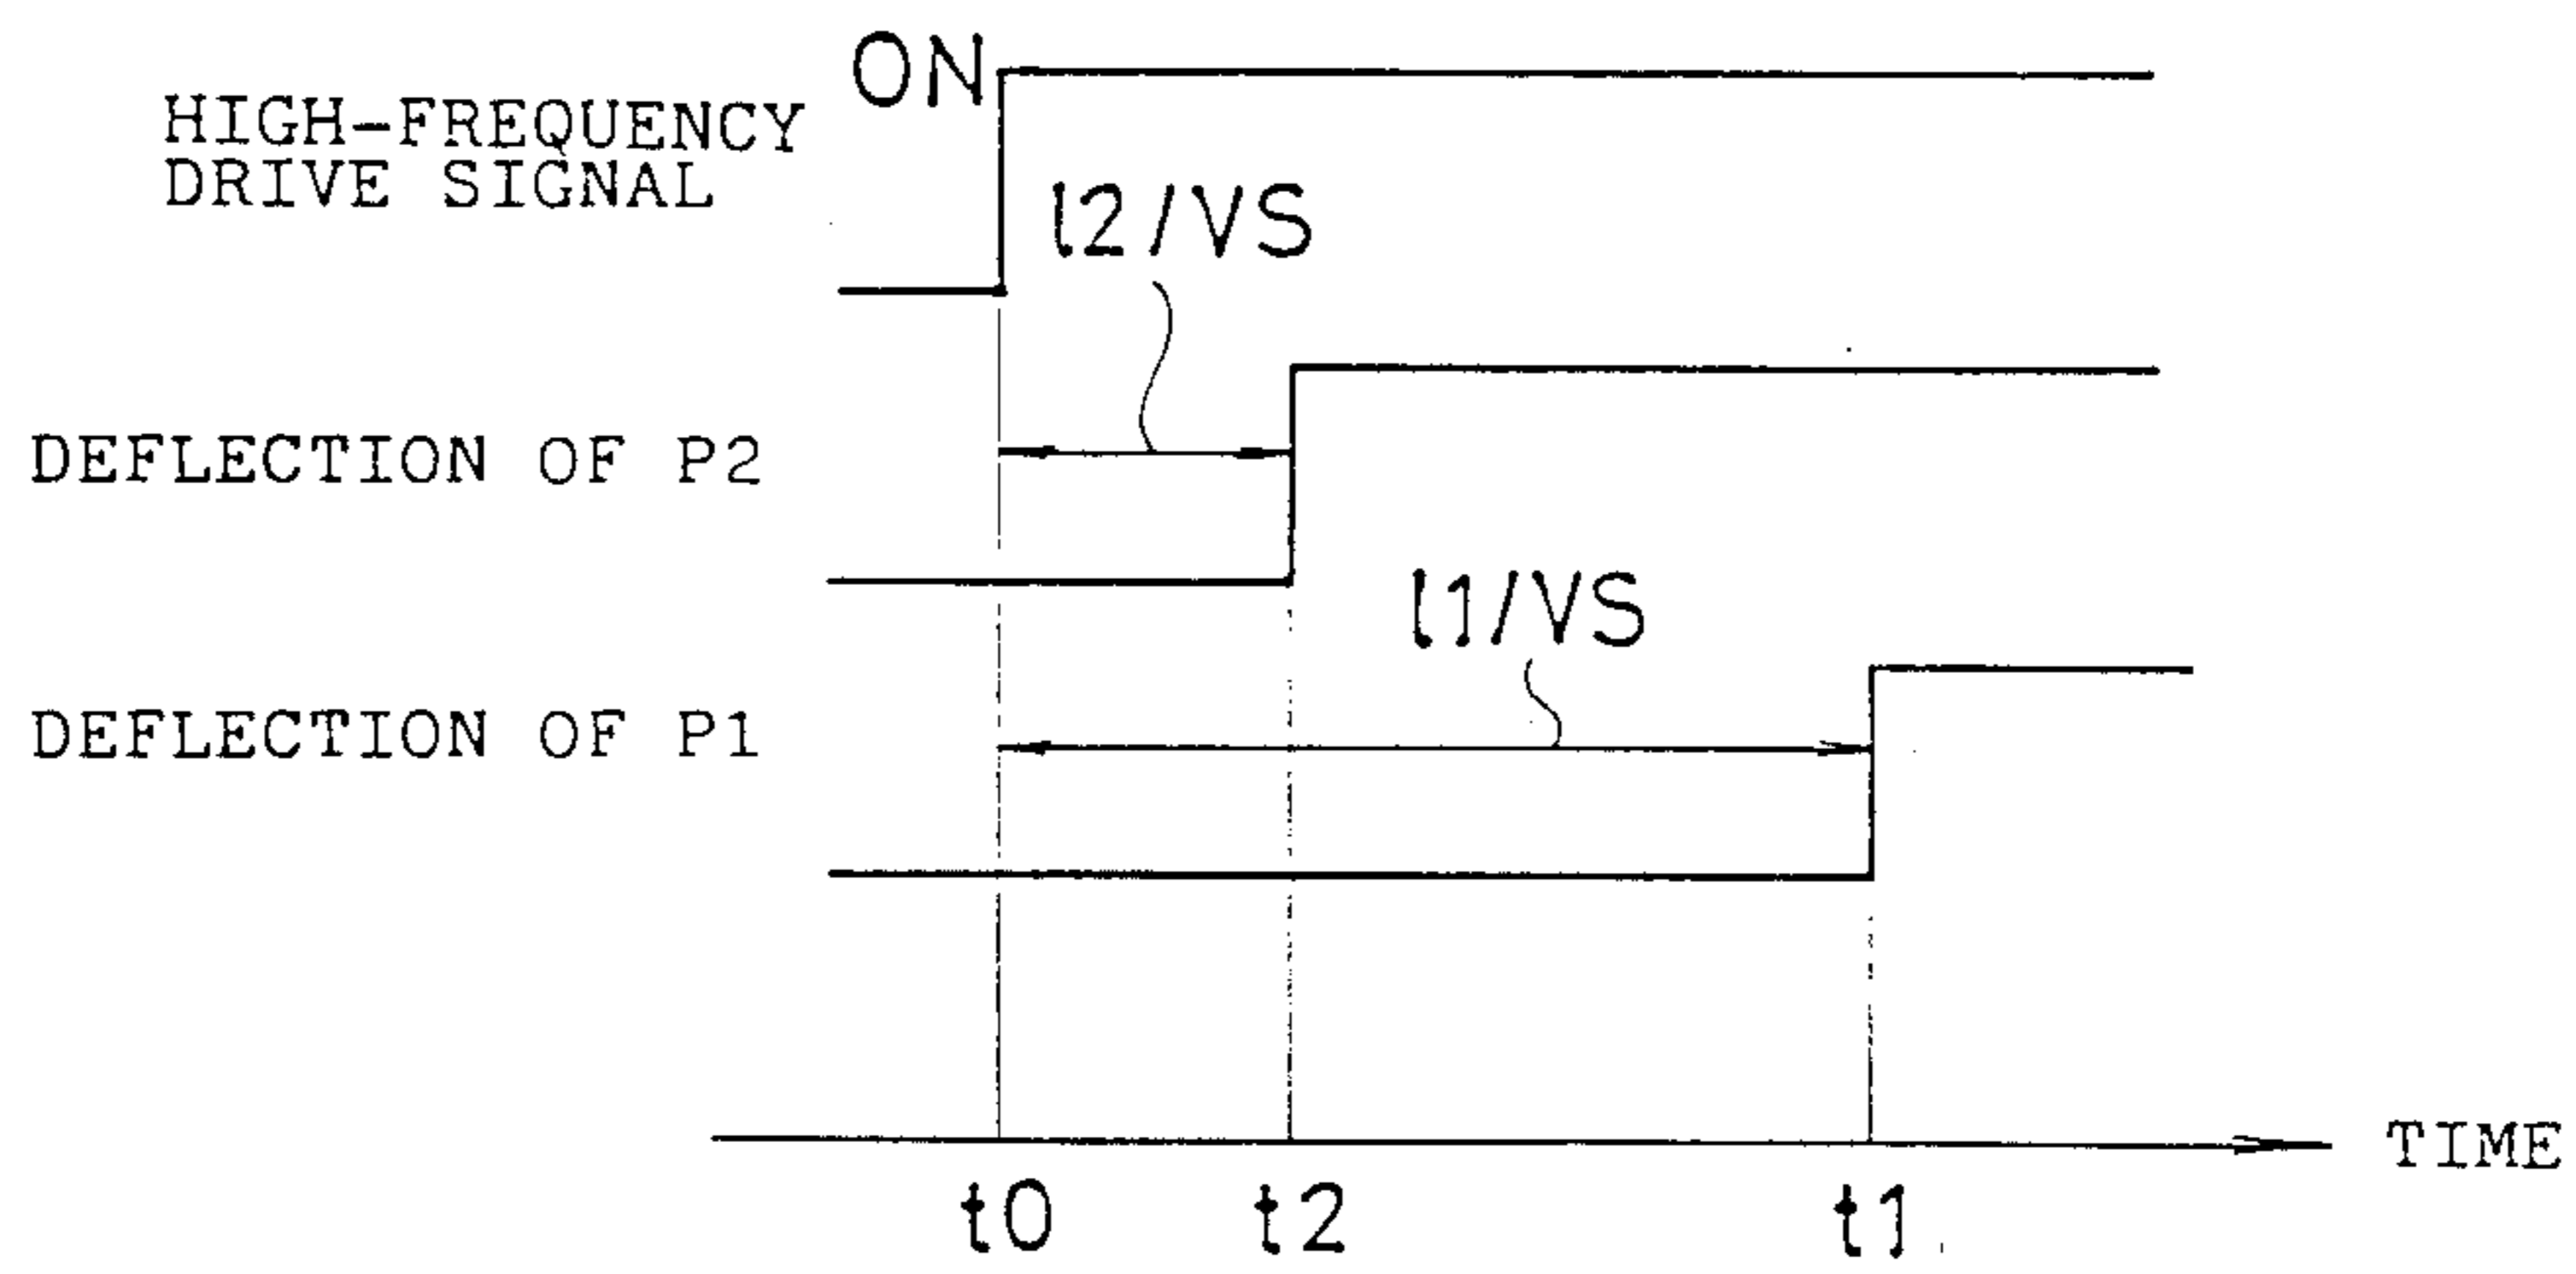 ON
HIGH-FREQUENCY
DRIVE SIGNAL
l2/VS
DEFLECTION OF P2
l1/VS
DEFLECTION OF P1
TIME
t0 t2 t1